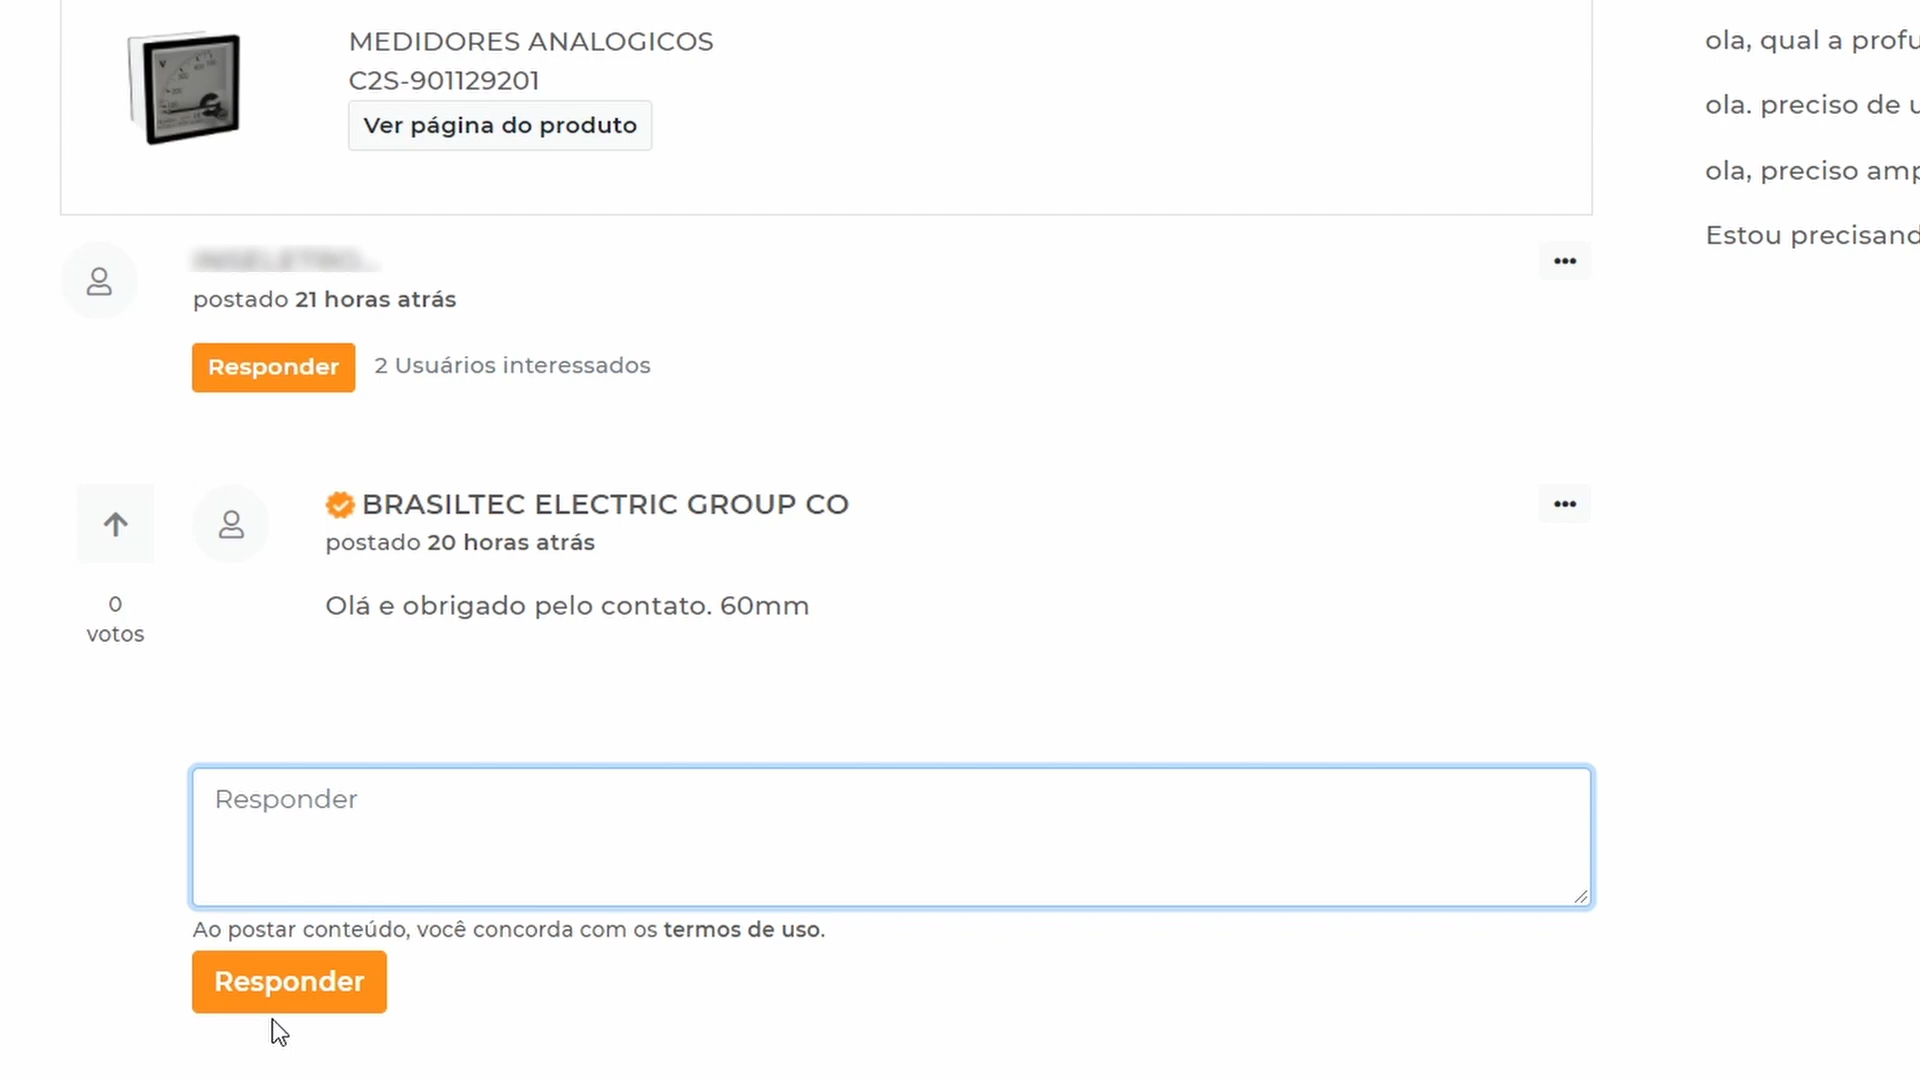 MEDIDORES ANALOGICOS
C2S-901129201
Ver página do produto
postado 21 horas atrás
Responder
2 Usuários interessados
BRASILTEC ELECTRIC GROUP CO
postado 20 horas atrás
Olá e obrigado pelo contato. 60mm
0
votos
Responder
Ao postar conteúdo, você concorda com os termos de uso.
Responder
ola, qual a profu
ola. preciso de u
ola, preciso amp
Estou precisand